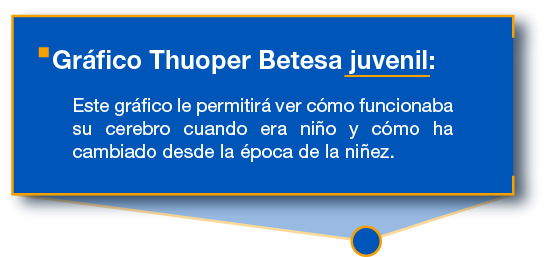 Gráfico Thuoper Betesa juvenil:
Este gráfico le permitirá ver cómo funcionaba
su cerebro cuando era niño y cómo ha
cambiado desde la época de la niñez.